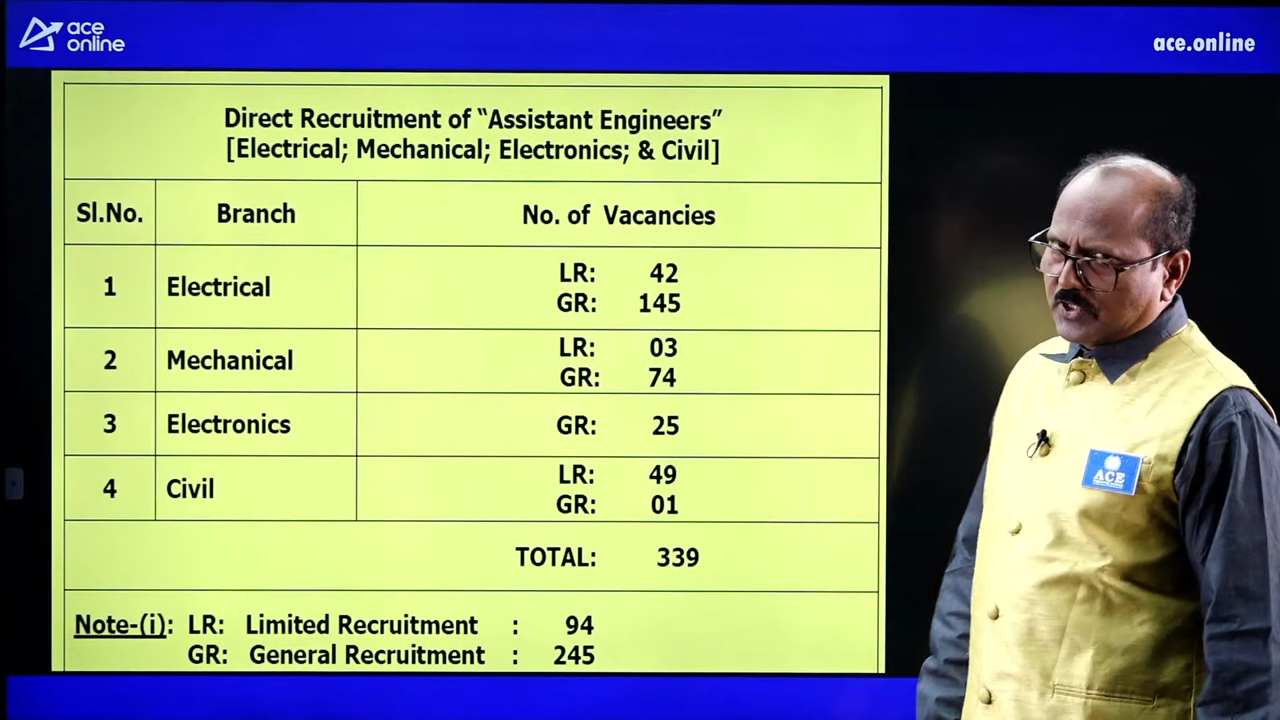 ace
online
ace.online
Direct Recruitment of “Assistant Engineers”
[Electrical; Mechanical; Electronics; & Civil]
Sl.No. Branch No. of Vacancies
1 Electrical LR: 42
GR: 145
2 Mechanical LR: 03
GR: 74
3 Electronics GR: 25
4 Civil LR: 49
GR: 01
TOTAL: 339
Note-(i): LR: Limited Recruitment : 94
GR: General Recruitment : 245
ACE